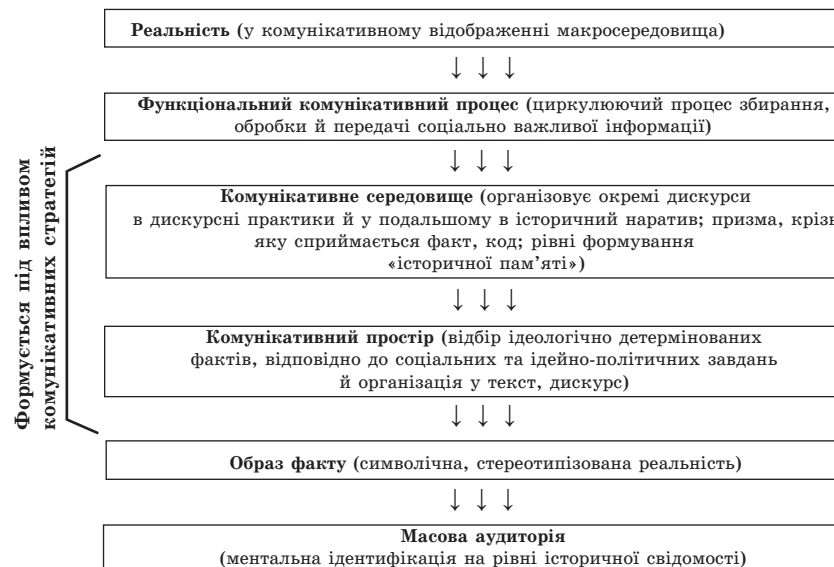 Реальність (у комунікативному відображенні макросередовища)
↓ ↓ ↓
Функціональний комунікативний процес (циркулюючий процес збирання,
обробки й передачі соціально важливої інформації)
↓ ↓ ↓
Формується під впливом
комунікативних стратегій
Комунікативне середовище (організовує окремі дискурси
в дискурсні практики й у подальшому в історичний наратив; призма, крізь
яку сприймається факт, код; рівні формування
«історичної пам’яті»)
↓ ↓ ↓
Комунікативний простір (відбір ідеологічно детермінованих
фактів, відповідно до соціальних та ідейно-політичних завдань
й організація у текст, дискурс)
↓ ↓ ↓
Образ факту (символічна, стереотипізована реальність)
↓ ↓ ↓
Масова аудиторія
(ментальна ідентифікація на рівні історичної свідомості)